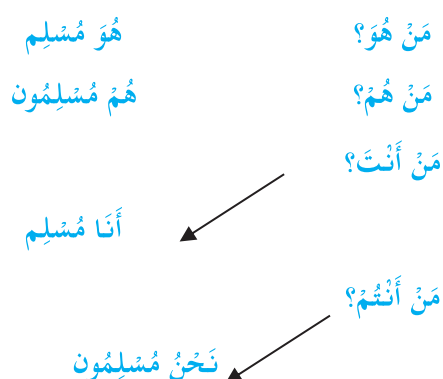 مَنْ هُوَ؟ هُوَ مُسْلِم
مَنْ هُمْ؟ هُمْ مُسْلِمُون
مَنْ أَنْتَ؟
أَنَا مُسْلِم
مَنْ أَنْتُمْ؟
نَحْنُ مُسْلِمُون